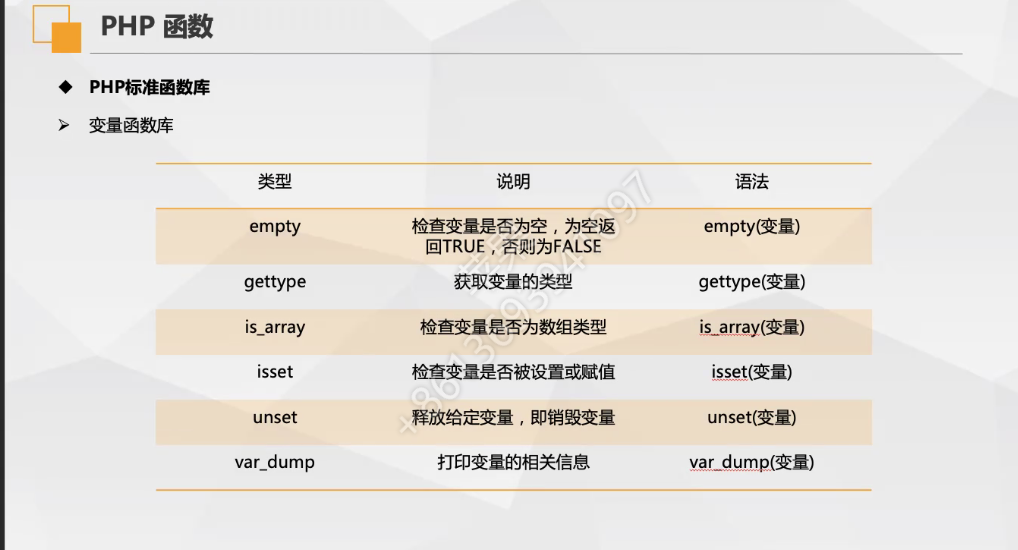 PHP 函数
◆ PHP标准函数库
➢ 变量函数库
类型 说明 语法
empty 检查变量是否为空，为空返 empty(变量)
回TRUE，否则为FALSE
gettype 获取变量的类型 gettype(变量)
is_array 检查变量是否为数组类型 is_array(变量)
isset 检查变量是否被设置或赋值 isset(变量)
unset 释放给定变量，即销毁变量 unset(变量)
var_dump 打印变量的相关信息 var_dump(变量)